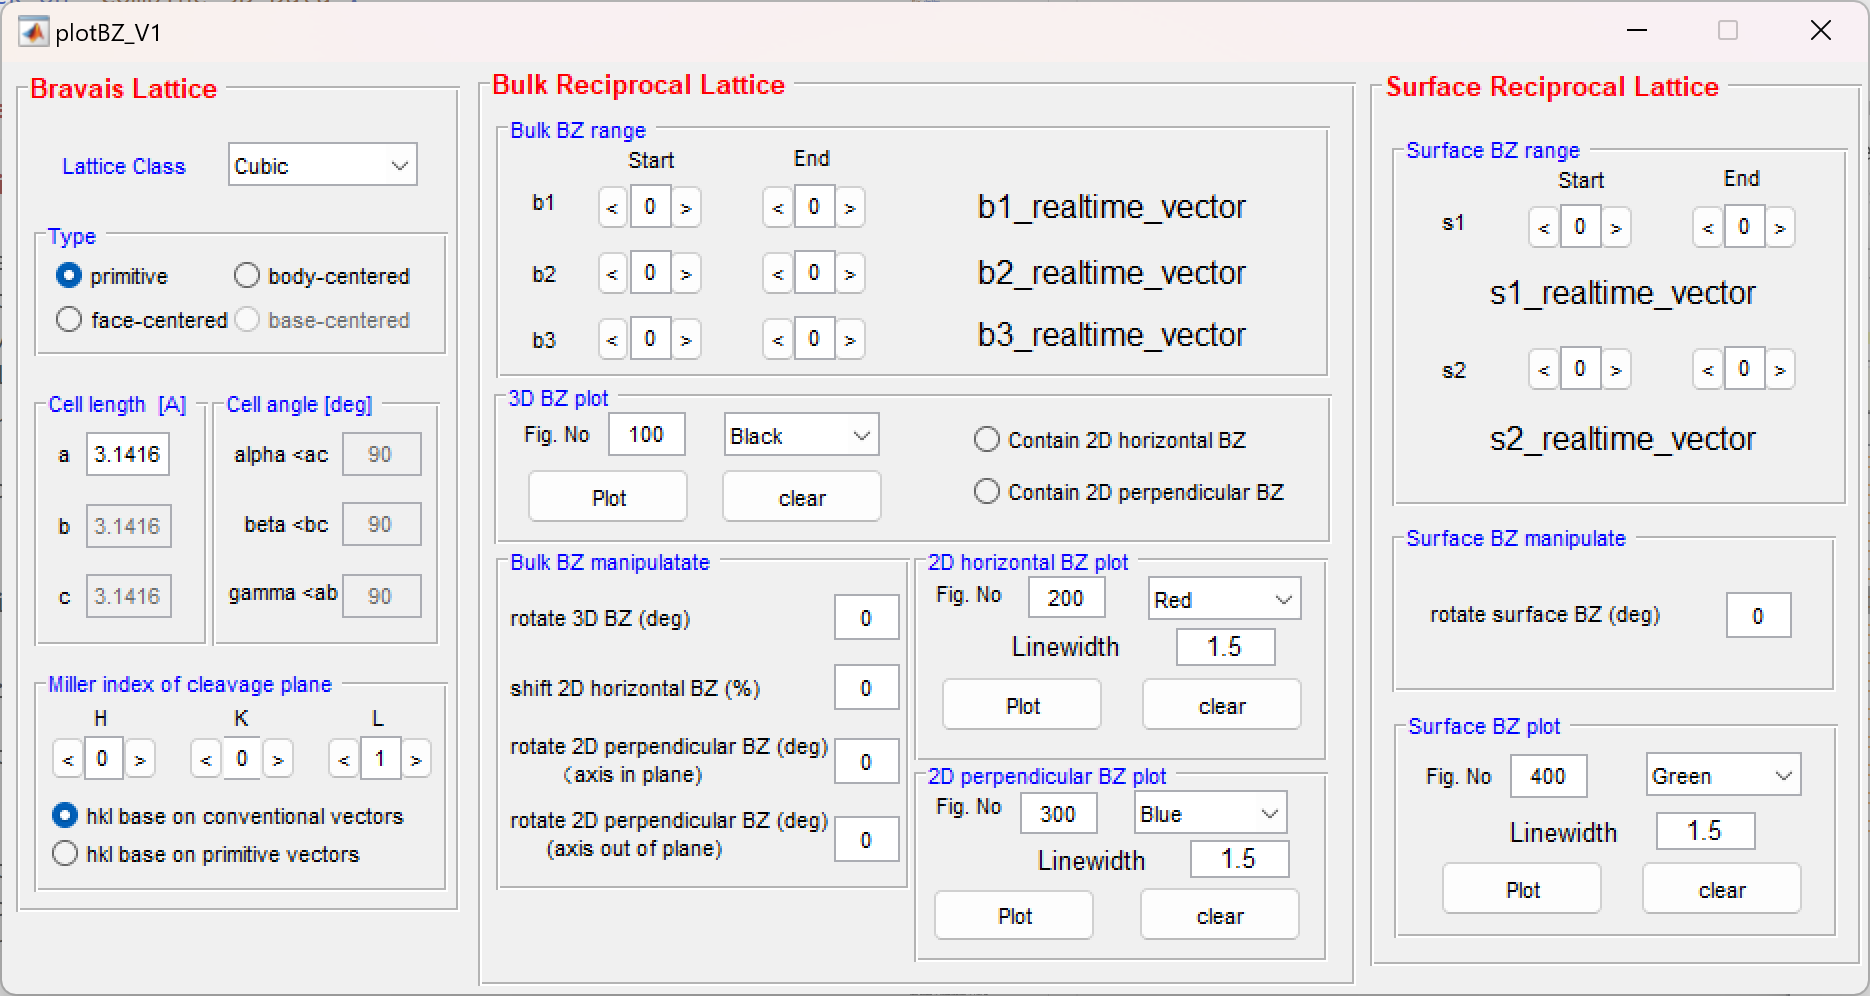 plotBZ_V1
Bravais Lattice
Lattice Class Cubic
Type
primitive body-centered
face-centered base-centered
Cell length [A]
a 3.1416
b 3.1416
c 3.1416
Cell angle [deg]
alpha <ac 90
beta <bc 90
gamma <ab 90
Miller index of cleavage plane
H K L
< 0 > < 0 > < 1 >
hkl base on conventional vectors
hkl base on primitive vectors
Bulk Reciprocal Lattice
Bulk BZ range
Start End
b1 < 0 > < 0 > b1_realtime_vector
b2 < 0 > < 0 > b2_realtime_vector
b3 < 0 > < 0 > b3_realtime_vector
3D BZ plot
Fig. No 100 Black Contain 2D horizontal BZ
Plot clear Contain 2D perpendicular BZ
Bulk BZ manipulatate
rotate 3D BZ (deg) 0
shift 2D horizontal BZ (%) 0
rotate 2D perpendicular BZ (deg) 0
(axis in plane)
rotate 2D perpendicular BZ (deg) 0
(axis out of plane)
2D horizontal BZ plot
Fig. No 200 Red
Linewidth 1.5
Plot clear
2D perpendicular BZ plot
Fig. No 300 Blue
Linewidth 1.5
Plot clear
Surface Reciprocal Lattice
Surface BZ range
Start End
s1 < 0 > < 0 >
s1_realtime_vector
s2 < 0 > < 0 >
s2_realtime_vector
Surface BZ manipulate
rotate surface BZ (deg) 0
Surface BZ plot
Fig. No 400 Green
Linewidth 1.5
Plot clear